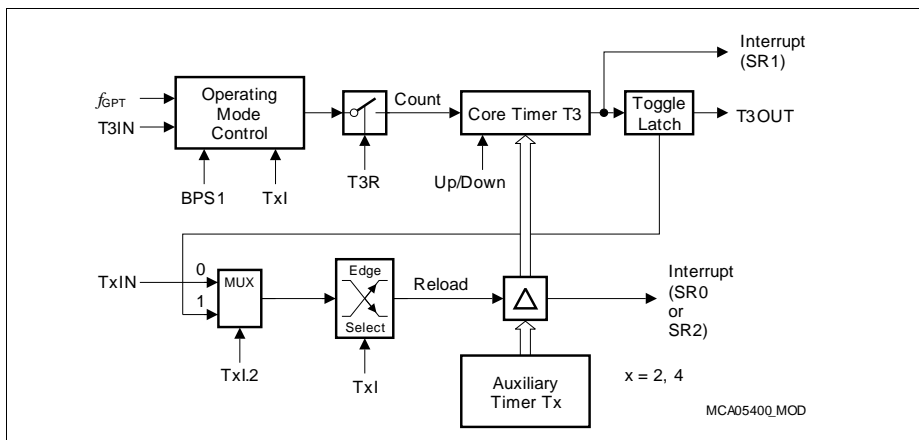 Interrupt
(SR1)
fGPT
T3IN
Operating
Mode
Control
Count
Core Timer T3
Toggle
Latch
T3OUT
BPS1
TxI
T3R
Up/Down
TxIN
0
1
MUX
Edge
Select
Reload
Δ
Interrupt
(SR0
or
SR2)
TxI.2
TxI
Auxiliary
Timer Tx
x = 2, 4
MCA05400_MOD